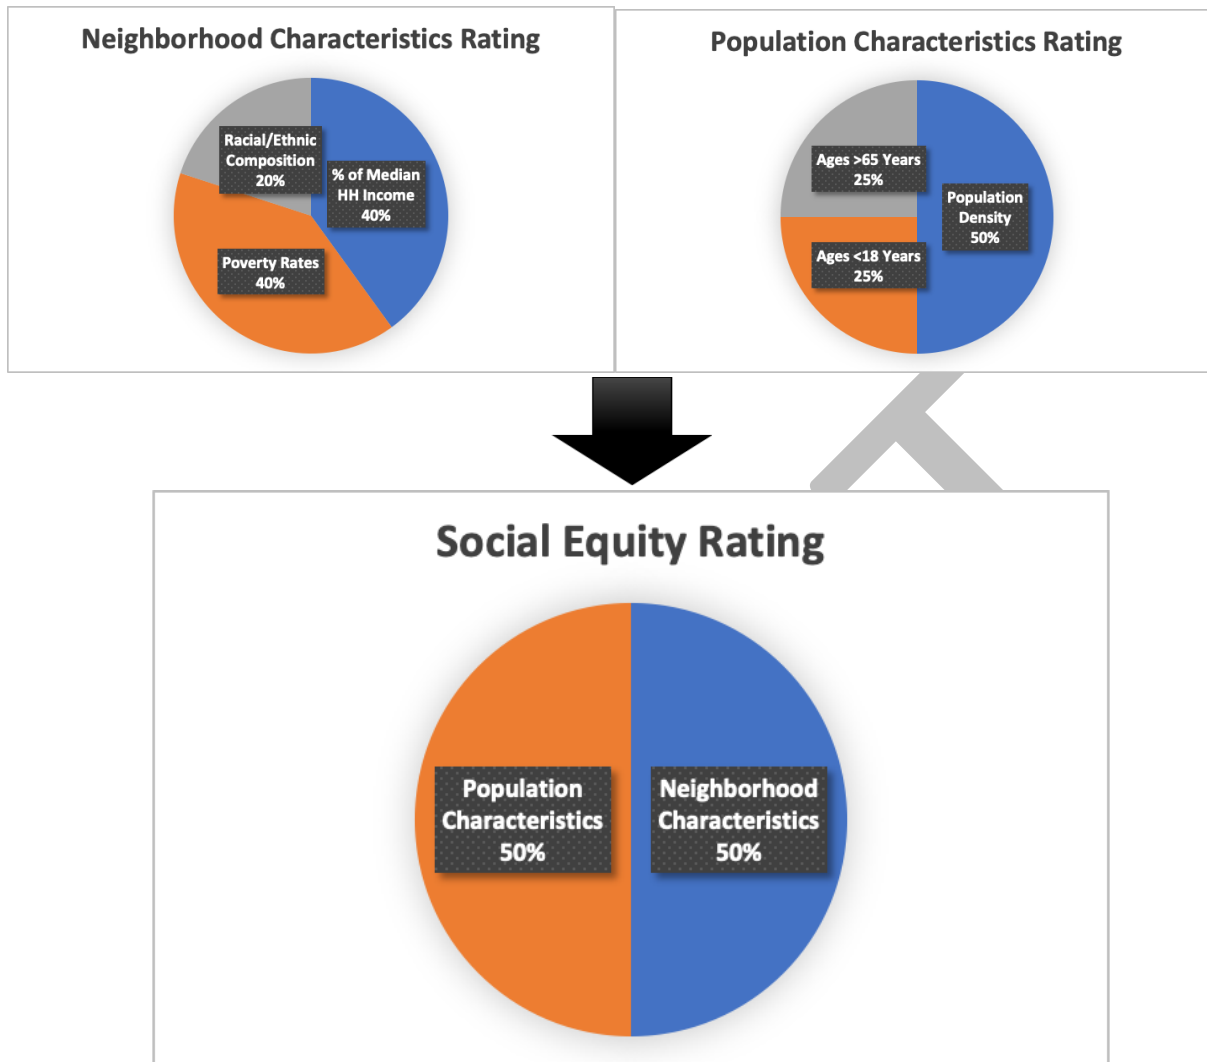 Neighborhood Characteristics Rating
Racial/Ethnic
Composition
20%
% of Median
HH Income
40%
Poverty Rates
40%
Population Characteristics Rating
Ages >65 Years
25%
Population
Density
50%
Ages <18 Years
25%
Social Equity Rating
Population
Characteristics
50%
Neighborhood
Characteristics
50%